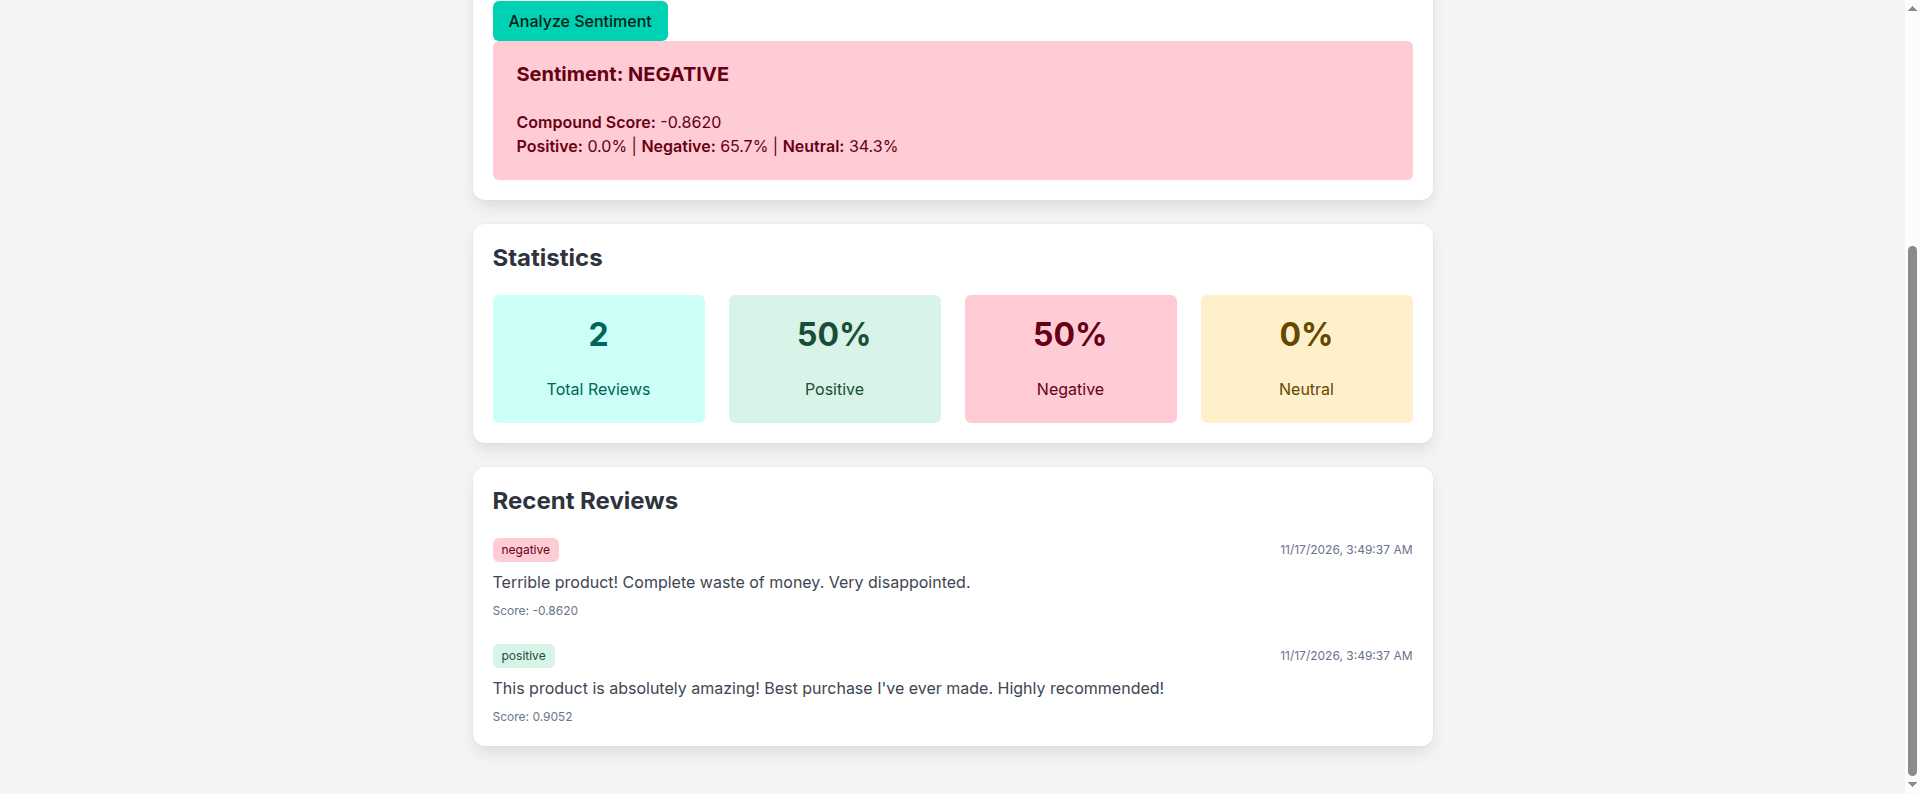 Analyze Sentiment
Sentiment: NEGATIVE
Compound Score: -0.8620
Positive: 0.0% | Negative: 65.7% | Neutral: 34.3%
Statistics
2
Total Reviews
50%
Positive
50%
Negative
0%
Neutral
Recent Reviews
negative
11/17/2026, 3:49:37 AM
Terrible product! Complete waste of money. Very disappointed.
Score: -0.8620
positive
11/17/2026, 3:49:37 AM
This product is absolutely amazing! Best purchase I've ever made. Highly recommended!
Score: 0.9052